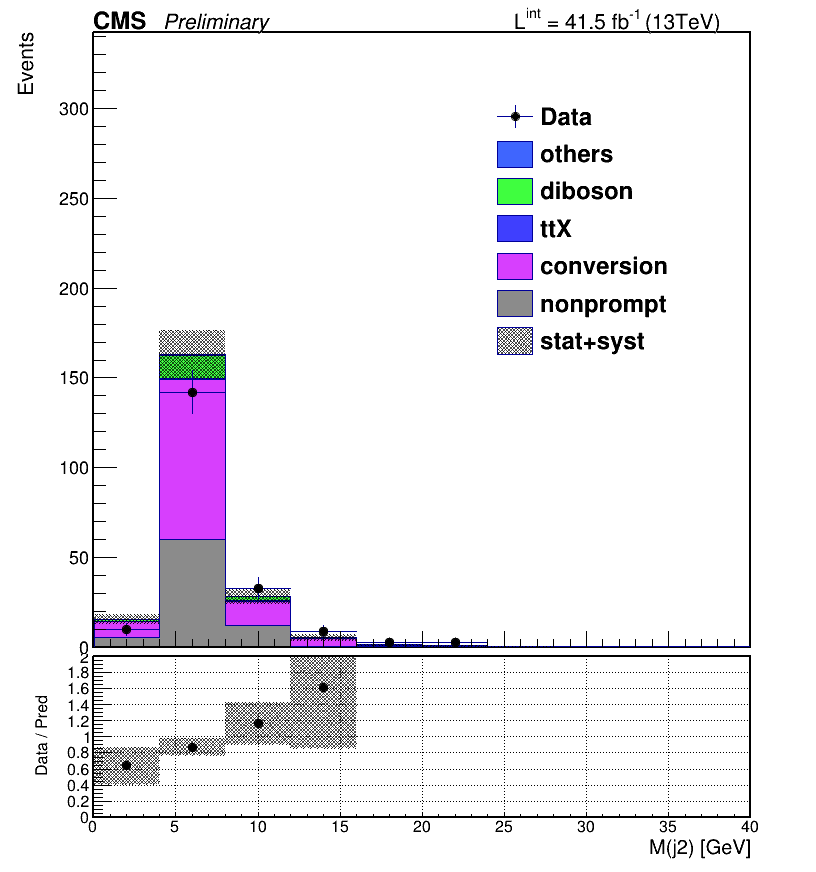 CMS Preliminary L^int = 41.5 fb^-1 (13TeV)
Events
300
250
200
150
100
50
0
Data
others
diboson
ttX
conversion
nonprompt
stat+syst
Data / Pred
2
1.8
1.6
1.4
1.2
1
0.8
0.6
0.4
0.2
0
0 5 10 15 20 25 30 35 40
M(j2) [GeV]